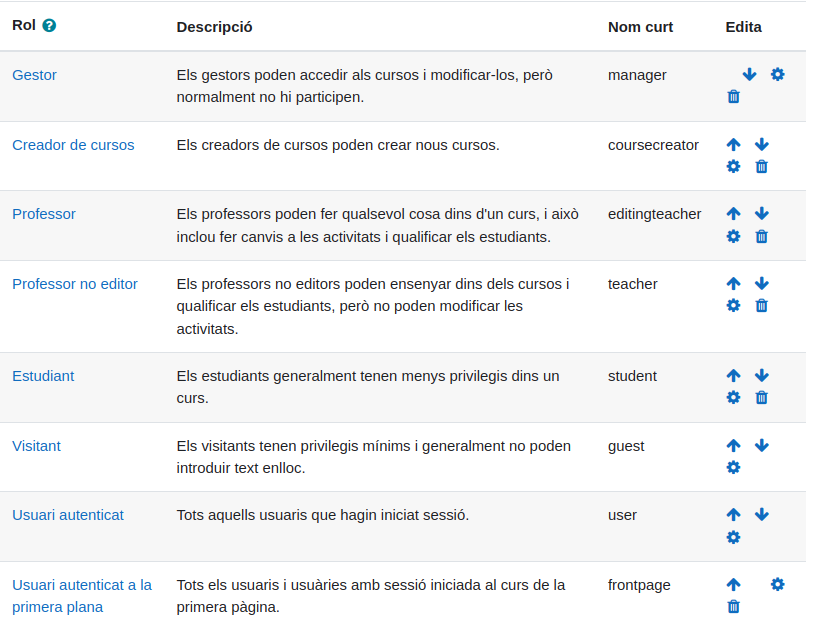 Rol ?
Descripció
Nom curt
Edita
Gestor
Els gestors poden accedir als cursos i modificar-los, però
normalment no hi participen.
manager
Creador de cursos
Els creadors de cursos poden crear nous cursos.
coursecreator
Professor
Els professors poden fer qualsevol cosa dins d'un curs, i això
inclou fer canvis a les activitats i qualificar els estudiants.
editingteacher
Professor no editor
Els professors no editors poden ensenyar dins dels cursos i
qualificar els estudiants, però no poden modificar les
activitats.
teacher
Estudiant
Els estudiants generalment tenen menys privilegis dins un
curs.
student
Visitant
Els visitants tenen privilegis mínims i generalment no poden
introduir text enlloc.
guest
Usuari autenticat
Tots aquells usuaris que hagin iniciat sessió.
user
Usuari autenticat a la
primera plana
Tots els usuaris i usuàries amb sessió iniciada al curs de la
primera pàgina.
frontpage